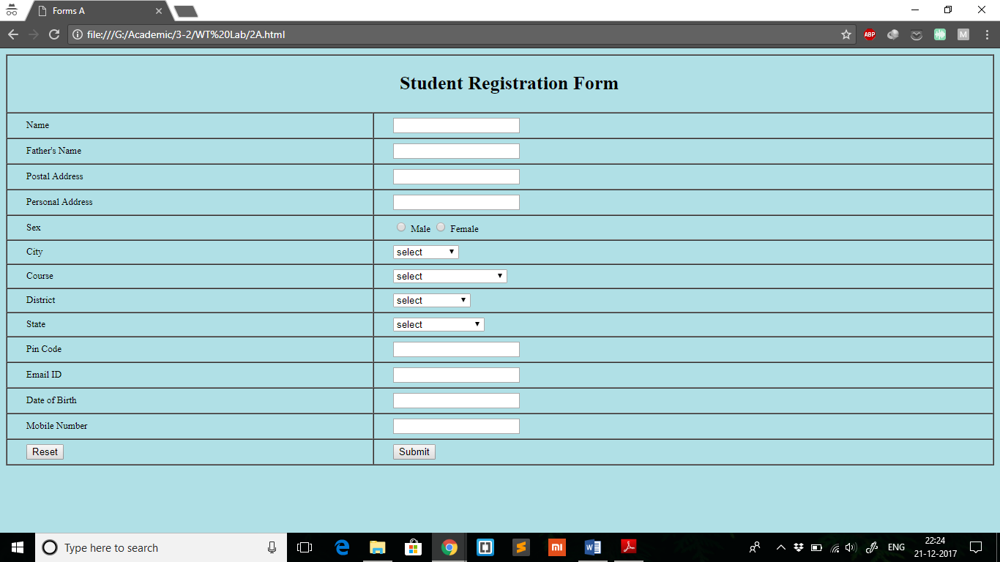 Forms A
file:///G:/Academic/3-2/WT%20Lab/2A.html
ABP
M
Student Registration Form
Name
Father's Name
Postal Address
Personal Address
Sex
Male Female
City
select
Course
select
District
select
State
select
Pin Code
Email ID
Date of Birth
Mobile Number
Reset
Submit
Type here to search
mi
ENG
22:24
21-12-2017